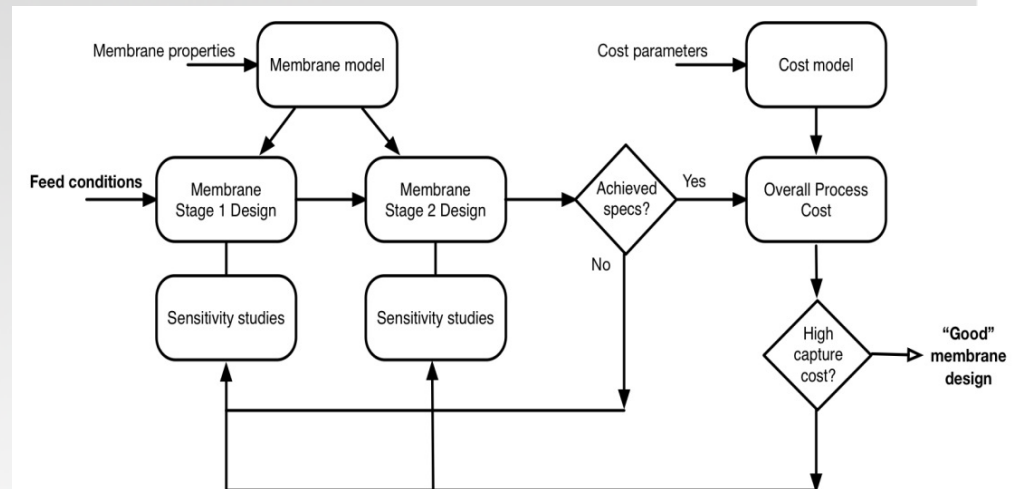 Membrane properties
Membrane model
Cost parameters
Cost model
Feed conditions
Membrane
Stage 1 Design
Membrane
Stage 2 Design
Achieved
specs?
Yes
No
Overall Process
Cost
Sensitivity studies
Sensitivity studies
High
capture
cost?
“Good”
membrane
design